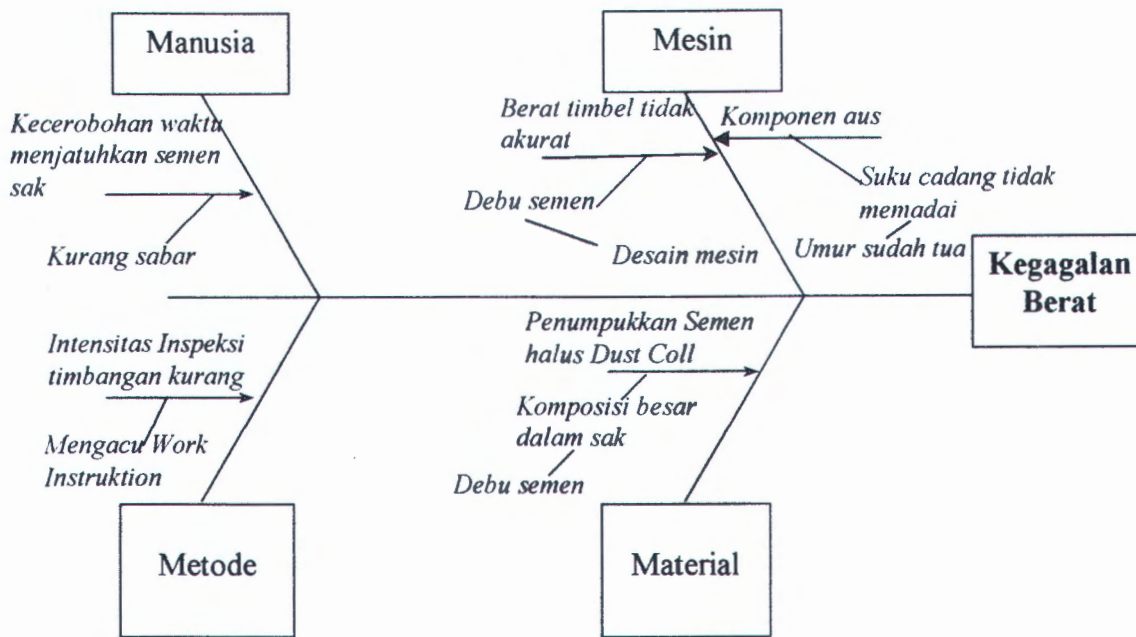 Manusia
Mesin
Kecerobohan waktu
menjatuhkan semen
sak
Kurang sabar
Berat timbel tidak
akurat
Debu semen
Desain mesin
Komponen aus
Suku cadang tidak
memadai
Umur sudah tua
Kegagalan
Berat
Intensitas Inspeksi
timbangan kurang
Mengacu Work
Instruktion
Penumpukkan Semen
halus Dust Coll
Komposisi besar
dalam sak
Debu semen
Metode
Material